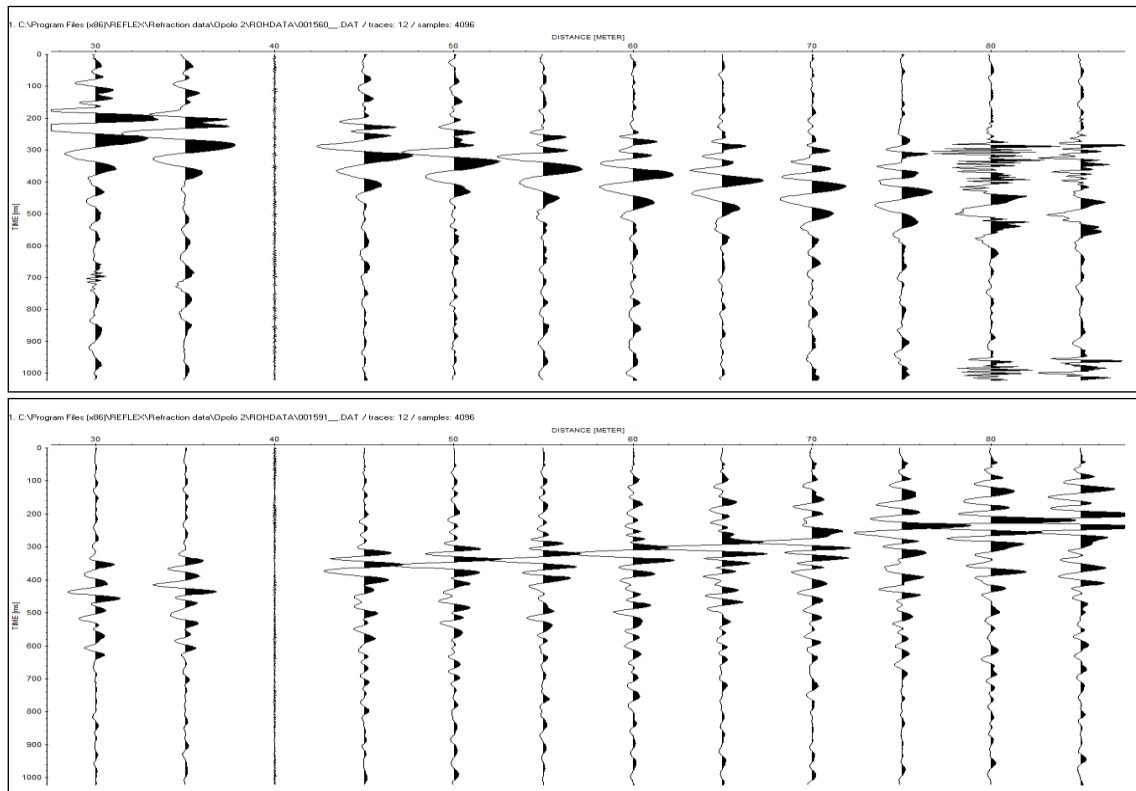 1. C:\Program Files (x86)\REFLEX\Refraction data\Opolo 2\ROHDATA\001560__.DAT / traces: 12 / samples: 4096
DISTANCE [METER]
30 40 50 60 70 80
0
100
200
300
400
500
600
700
800
900
1000
TIME [ns]
1. C:\Program Files (x86)\REFLEX\Refraction data\Opolo 2\ROHDATA\001591__.DAT / traces: 12 / samples: 4096
DISTANCE [METER]
30 40 50 60 70 80
0
100
200
300
400
500
600
700
800
900
1000
TIME [ns]